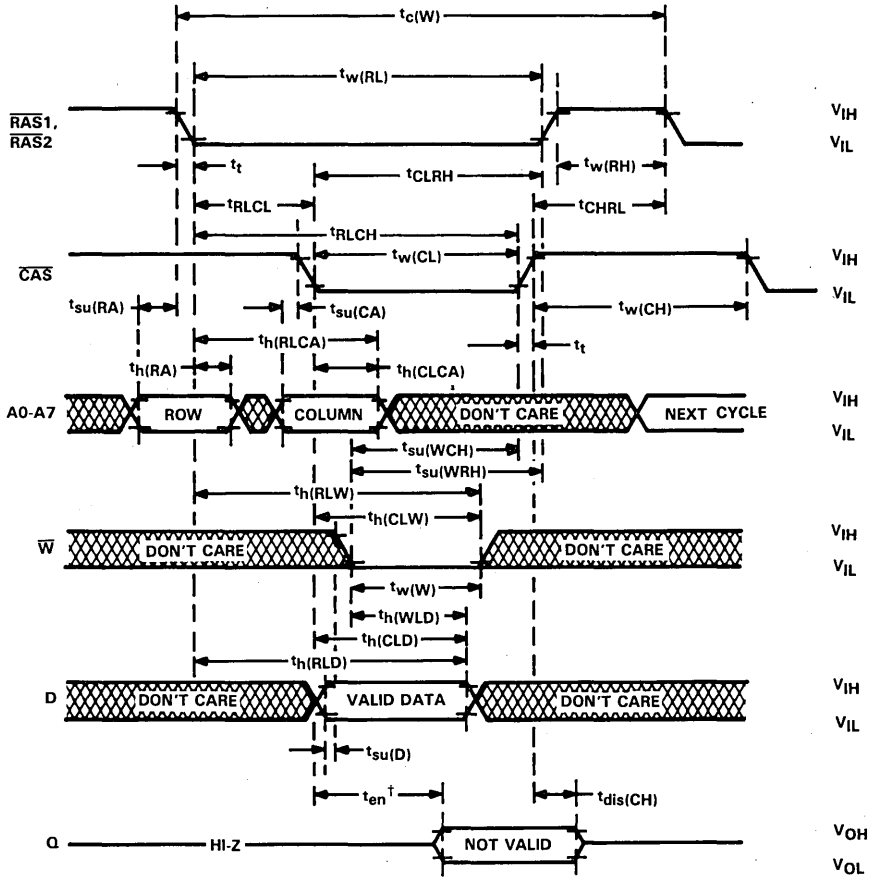 tc(W)
tw(RL)
RAS1,
RAS2
VIH
VIL
tt
tCLRH
tw(RH)
tRLCL
tCHRL
tRLCH
tw(CL)
CAS
VIH
VIL
tsu(RA)
tsu(CA)
tw(CH)
th(RLCA)
tt
th(RA)
th(CLCA)
A0-A7
ROW
COLUMN
DON'T CARE
NEXT CYCLE
VIH
VIL
tsu(WCH)
tsu(WRH)
th(RLW)
th(CLW)
W
DON'T CARE
DON'T CARE
VIH
VIL
tw(W)
th(WLD)
th(CLD)
th(RLD)
D
DON'T CARE
VALID DATA
DON'T CARE
VIH
VIL
tsu(D)
ten†
tdis(CH)
Q
HI-Z
NOT VALID
VOH
VOL